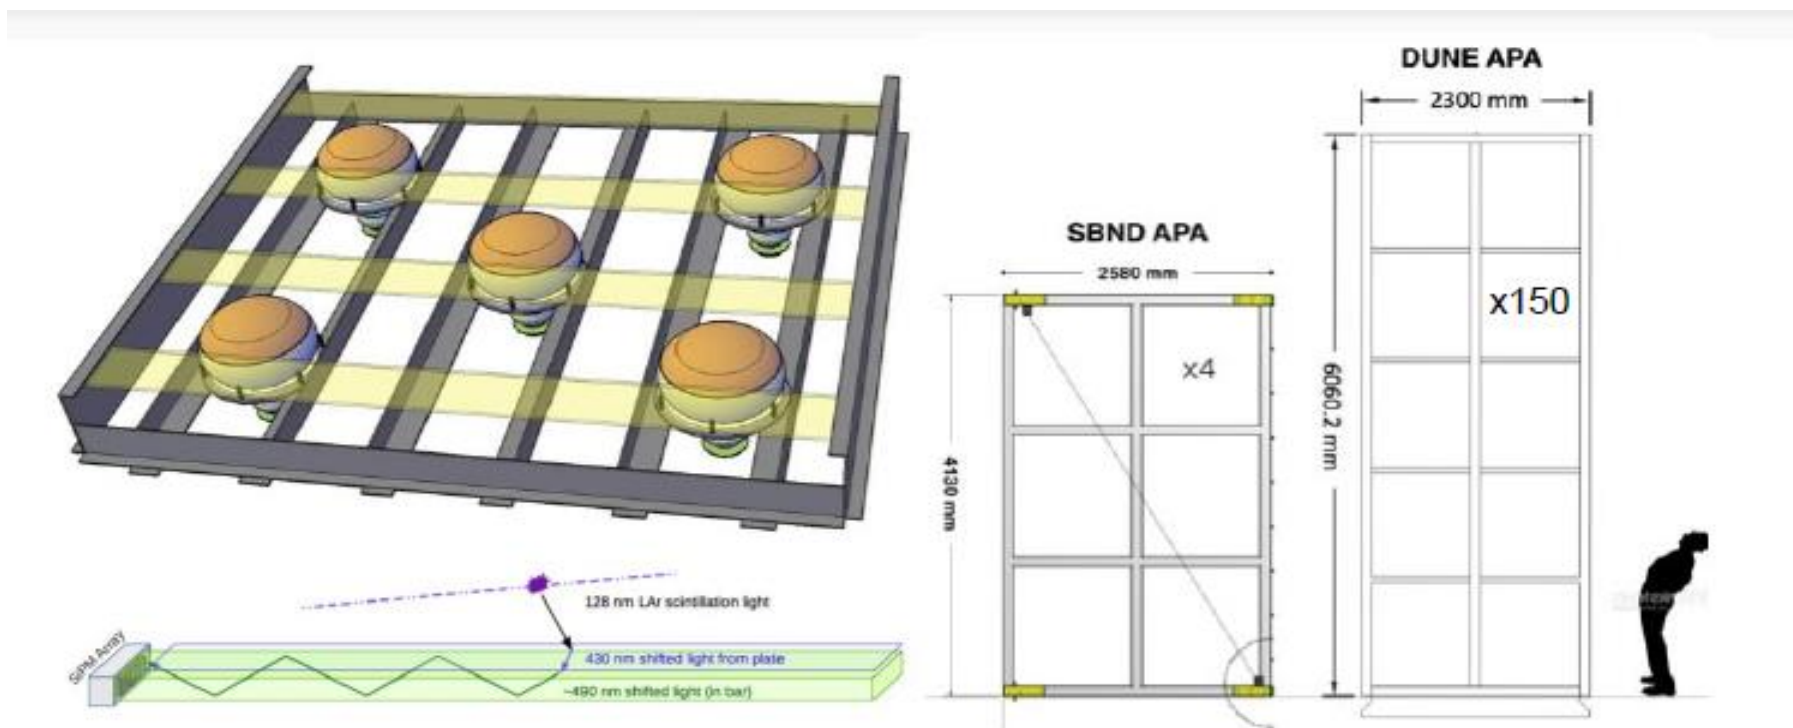 DUNE APA
2300 mm
SBND APA
2580 mm
x150
x4
6060.2 mm
4130 mm
128 nm LAr scintillation light
SiPM Array
430 nm shifted light from plate
~490 nm shifted light (in bar)